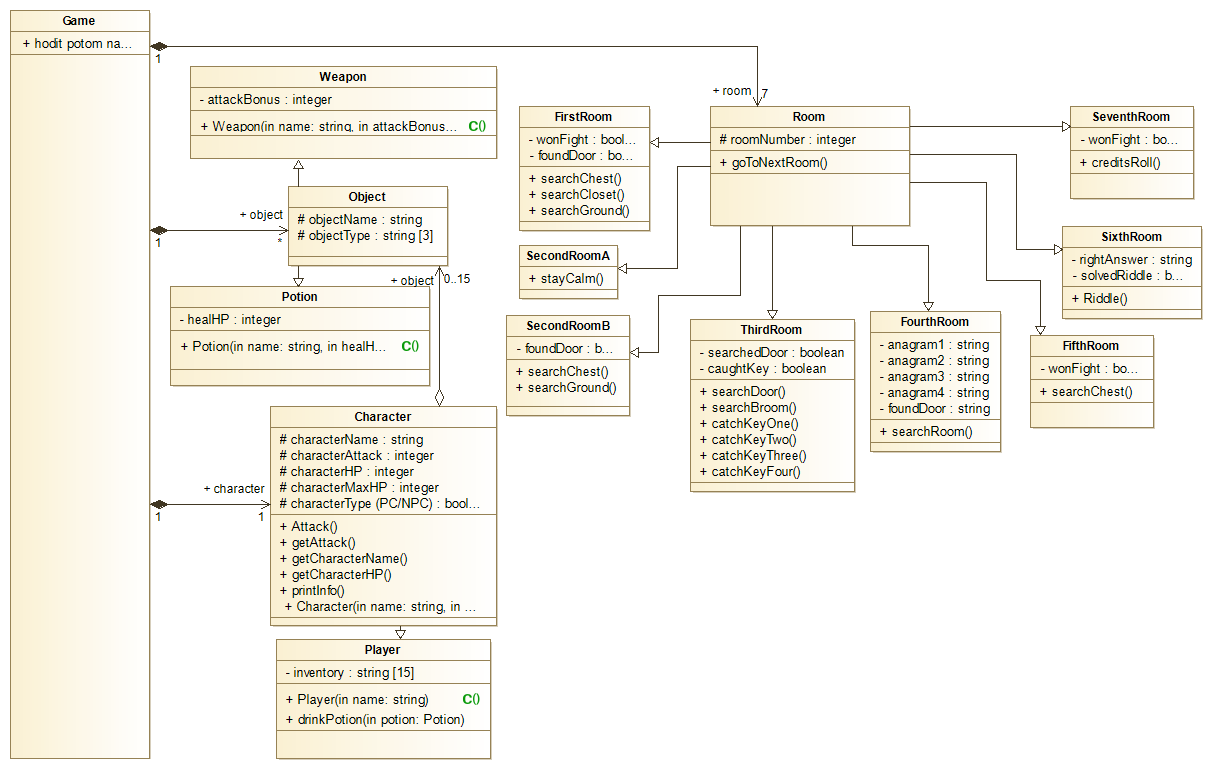 Game
+ hodit potom na...
1
+ room
7
Weapon
- attackBonus : integer
+ Weapon(in name: string, in attackBonus... C()
Object
# objectName : string
# objectType : string [3]
1
+ object
*
+ object
0..15
Potion
- healHP : integer
+ Potion(in name: string, in healH... C()
Character
# characterName : string
# characterAttack : integer
# characterHP : integer
# characterMaxHP : integer
# characterType (PC/NPC) : bool...
+ Attack()
+ getAttack()
+ getCharacterName()
+ getCharacterHP()
+ printInfo()
+ Character(in name: string, in ...
1
+ character
1
Player
- inventory : string [15]
+ Player(in name: string) C()
+ drinkPotion(in potion: Potion)
FirstRoom
- wonFight : bool...
- foundDoor : bo...
+ searchChest()
+ searchCloset()
+ searchGround()
SecondRoomA
+ stayCalm()
SecondRoomB
- foundDoor : b...
+ searchChest()
+ searchGround()
Room
# roomNumber : integer
+ goToNextRoom()
ThirdRoom
- searchedDoor : boolean
- caughtKey : boolean
+ searchDoor()
+ searchBroom()
+ catchKeyOne()
+ catchKeyTwo()
+ catchKeyThree()
+ catchKeyFour()
FourthRoom
- anagram1 : string
- anagram2 : string
- anagram3 : string
- anagram4 : string
- foundDoor : string
+ searchRoom()
SeventhRoom
- wonFight : bo...
+ creditsRoll()
SixthRoom
- rightAnswer : string
- solvedRiddle : b...
+ Riddle()
FifthRoom
- wonFight : bo...
+ searchChest()